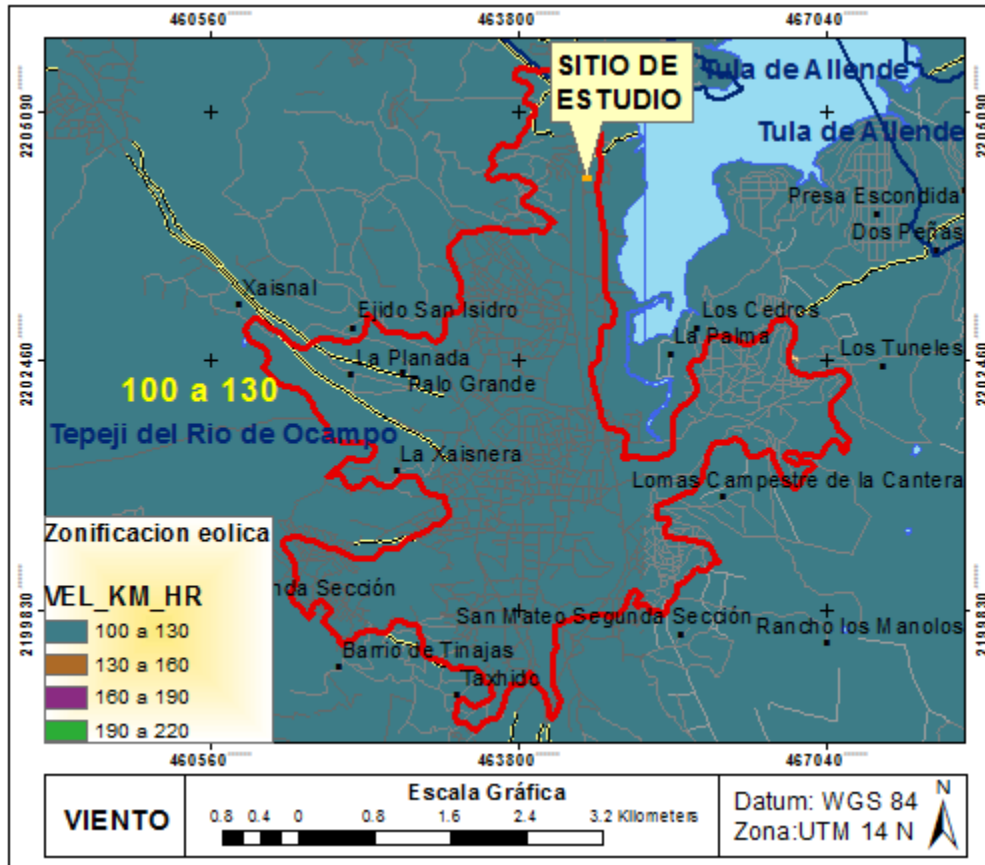 460560 463800 467040
SITIO DE
ESTUDIO
Tula de Allende
2206090 2206090
Tula de Allende
Presa Escondida'
Dos Peñas
Xaisnal
Ejido San Isidro
Los Cedros
La Palma
La Planada
Los Tuneles
2202460 2202460
Ralo Grande
100 a 130
Tepeji del Rio de Ocampo
La Xaisnera
Lomas Campestre de la Cantera
Zonificacion eolica
VEL_KM_HR
100 a 130
130 a 160
160 a 190
190 a 220
nda Sección
San Mateo Segunda Sección
Rancho los Manolos
2199830 2199830
Barrio de Tinajas
Taxhido
460560 463800 467040
VIENTO
Escala Gráfica
0.8 0.4 0 0.8 1.6 2.4 3.2 Kilometers
Datum: WGS 84
Zona:UTM 14 N
N